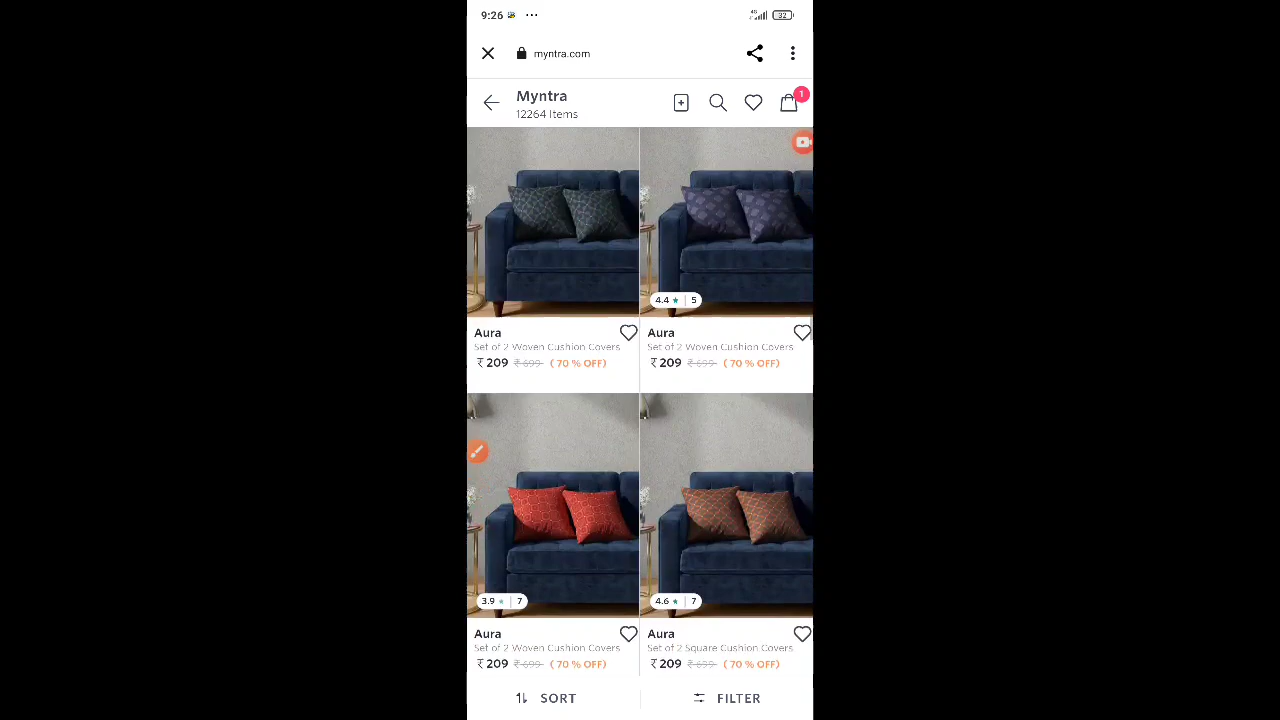 9:26 ... 4G 32
myntra.com
Myntra 1
12264 Items
4.4 ★ | 5
Aura Aura
Set of 2 Woven Cushion Covers Set of 2 Woven Cushion Covers
₹ 209 ₹ 699 ( 70 % OFF) ₹ 209 ₹ 699 ( 70 % OFF)
3.9 ★ | 7 4.6 ★ | 7
Aura Aura
Set of 2 Woven Cushion Covers Set of 2 Square Cushion Covers
₹ 209 ₹ 699 ( 70 % OFF) ₹ 209 ₹ 699 ( 70 % OFF)
SORT FILTER